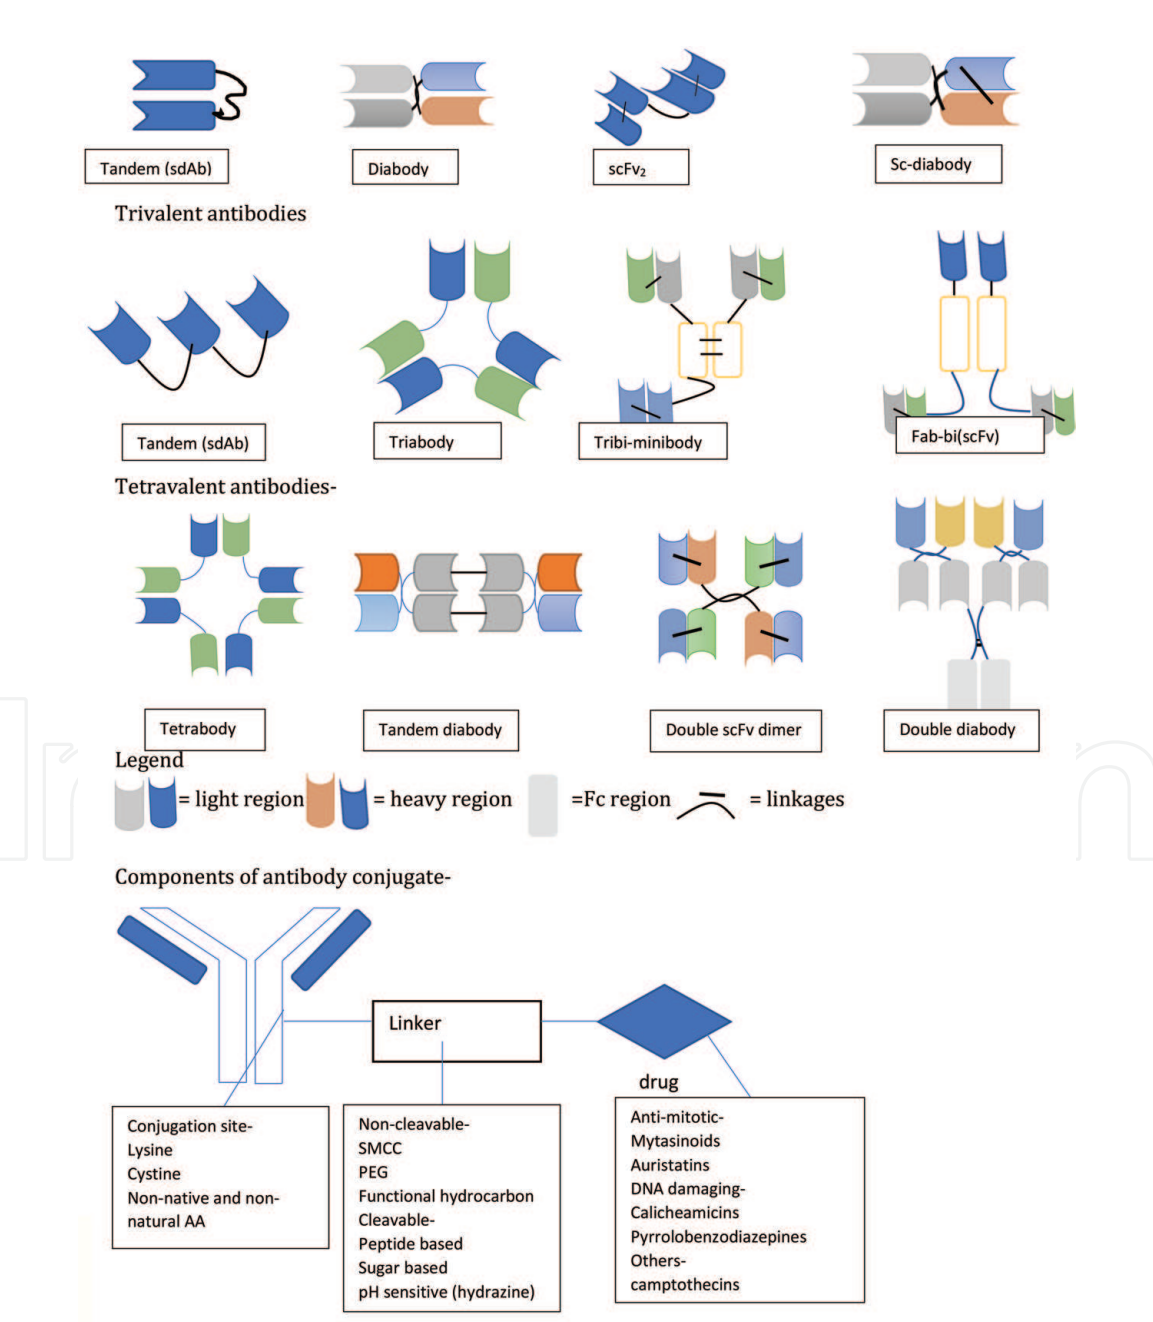 Tandem (sdAb)
Diabody
scFv₂
Sc-diabody
Trivalent antibodies
Tandem (sdAb)
Triabody
Tribi-minibody
Fab-bi(scFv)
Tetravalent antibodies-
Tetrabody
Tandem diabody
Double scFv dimer
Double diabody
Legend
= light region
= heavy region
=Fc region
= linkages
Components of antibody conjugate-
Linker
drug
Conjugation site-
Lysine
Cystine
Non-native and non-
natural AA
Non-cleavable-
SMCC
PEG
Functional hydrocarbon
Cleavable-
Peptide based
Sugar based
pH sensitive (hydrazine)
Anti-mitotic-
Mytasinoids
Auristatins
DNA damaging-
Calicheamicins
Pyrrolobenzodiazepines
Others-
camptothecins